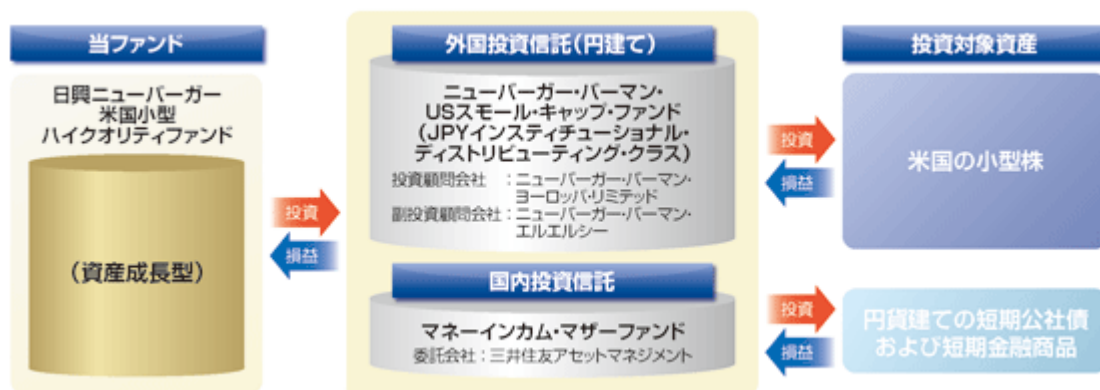 当ファンド
日興ニューバーガー
米国小型
ハイクオリティファンド
(資産成長型)
投資
損益
外国投資信託(円建て)
ニューバーガー・バーマン・
USスモール・キャップ・ファンド
(JPYインスティチューショナル・
ディストリビューティング・クラス)
投資顧問会社 :ニューバーガー・バーマン・
ヨーロッパ・リミテッド
副投資顧問会社:ニューバーガー・バーマン・
エルエルシー
投資
損益
投資対象資産
米国の小型株
国内投資信託
マネーインカム・マザーファンド
委託会社:三井住友アセットマネジメント
投資
損益
円貨建ての短期公社債
および短期金融商品